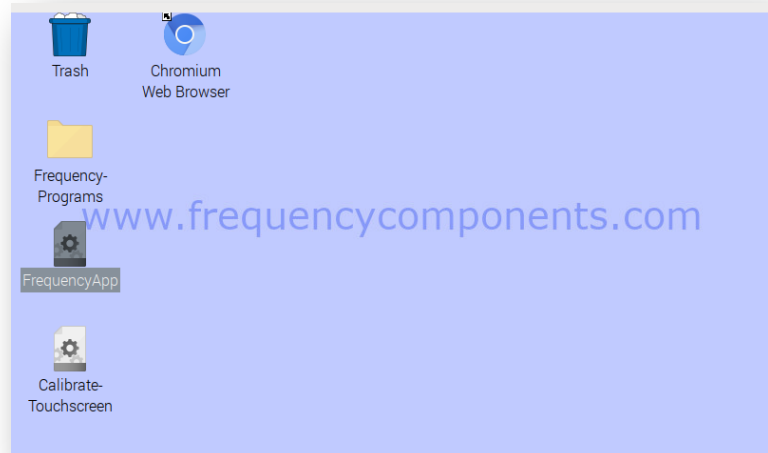 Trash
Chromium
Web Browser
Frequency-
Programs
www.frequencycomponents.com
FrequencyApp
Calibrate-
Touchscreen